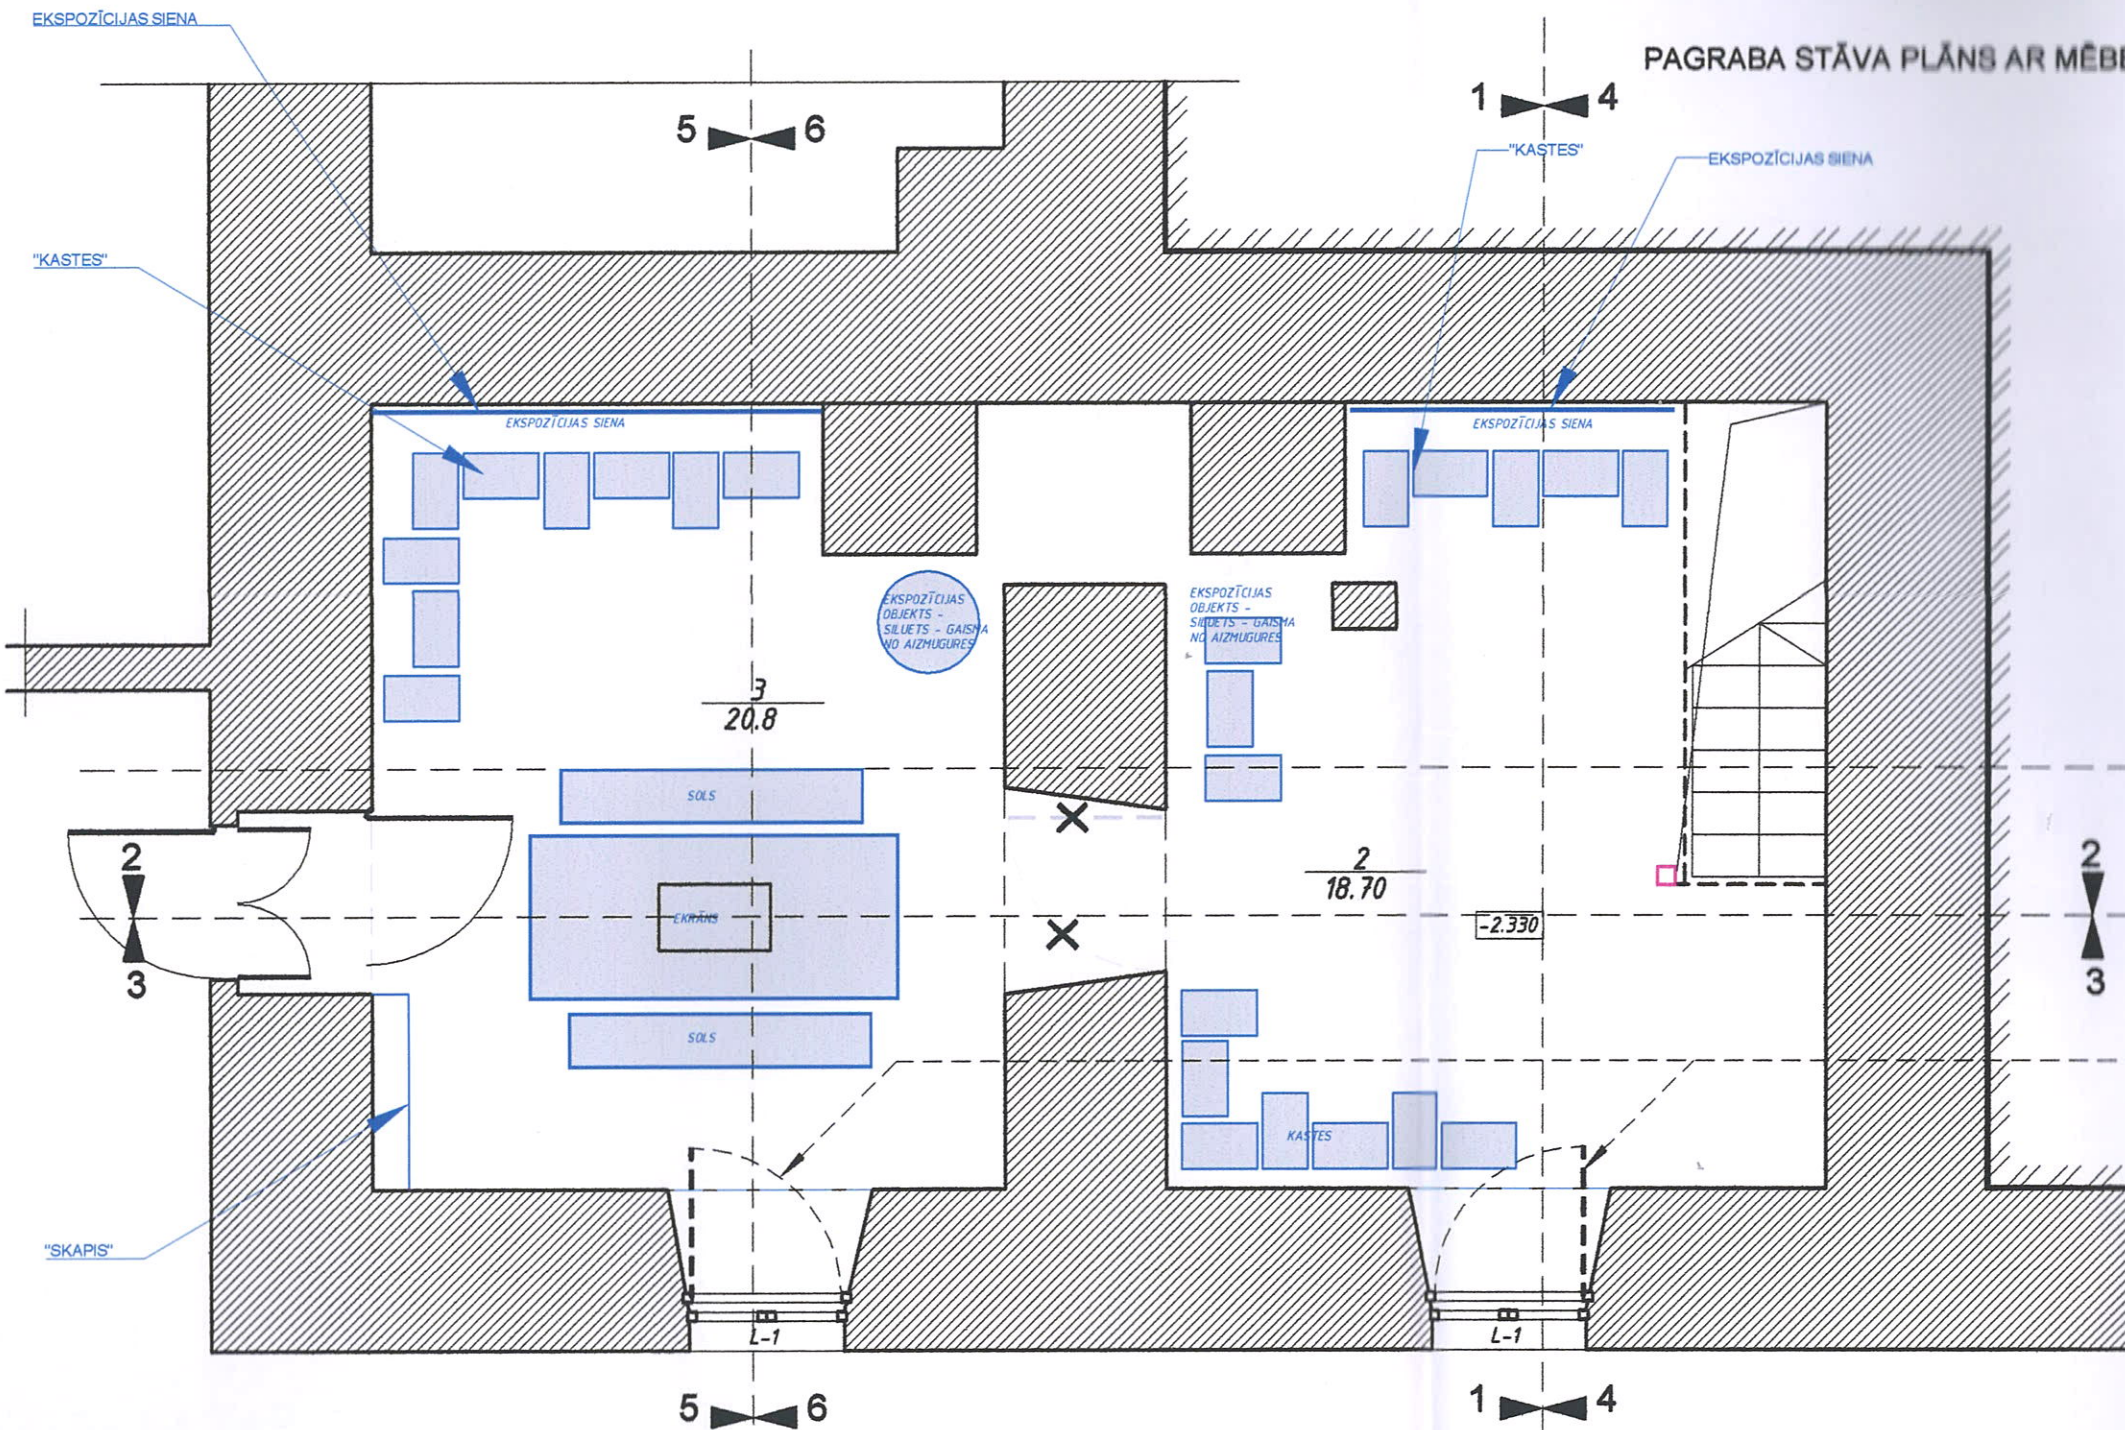 EKSPOZĪCIJAS SIENA
PAGRABA STĀVA PLĀNS AR MĒBE
1 4
5 6
"KASTES"
EKSPOZĪCIJAS SIENA
"KASTES"
EKSPOZĪCIJAS SIENA
EKSPOZĪCIJAS SIENA
EKSPOZĪCIJAS
OBJEKTS -
SILUETS - GAISMA
NO AIZMUGURES
EKSPOZĪCIJAS
OBJEKTS -
SILUETS - GAISMA
NO AIZMUGURES
3
20.8
SOLS
2
18.70
2
3
2
3
EKRĀNS
-2.330
SOLS
KASTES
"SKAPIS"
L-1
L-1
5 6
1 4